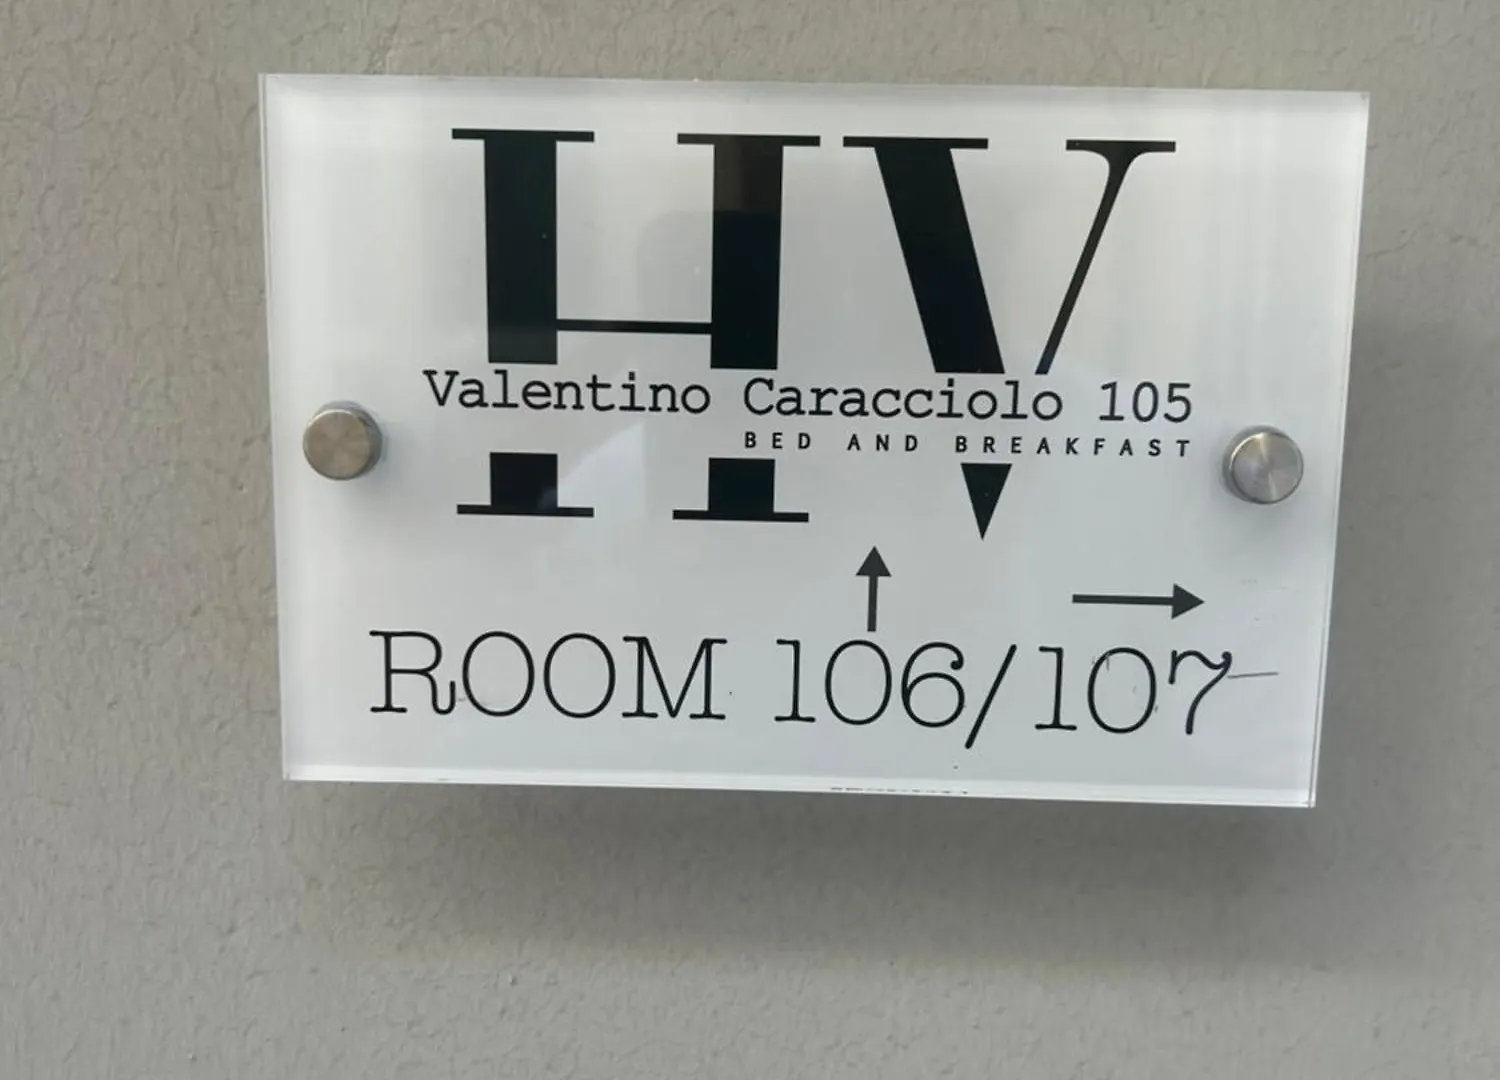 HV
Valentino Caracciolo 105
BED AND BREAKFAST
↑ →
ROOM 106/107